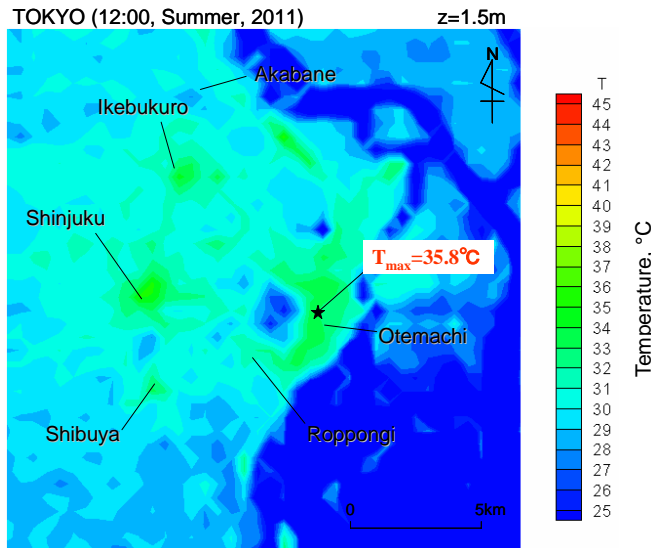 TOKYO (12:00, Summer, 2011) z=1.5m
N
Akabane
Ikebukuro
Shinjuku
Tmax=35.8℃
Otemachi
Shibuya
Roppongi
0 5km
T
45
44
43
42
41
40
39
38
37
36
35
34
33
32
31
30
29
28
27
26
25
Temperature, °C